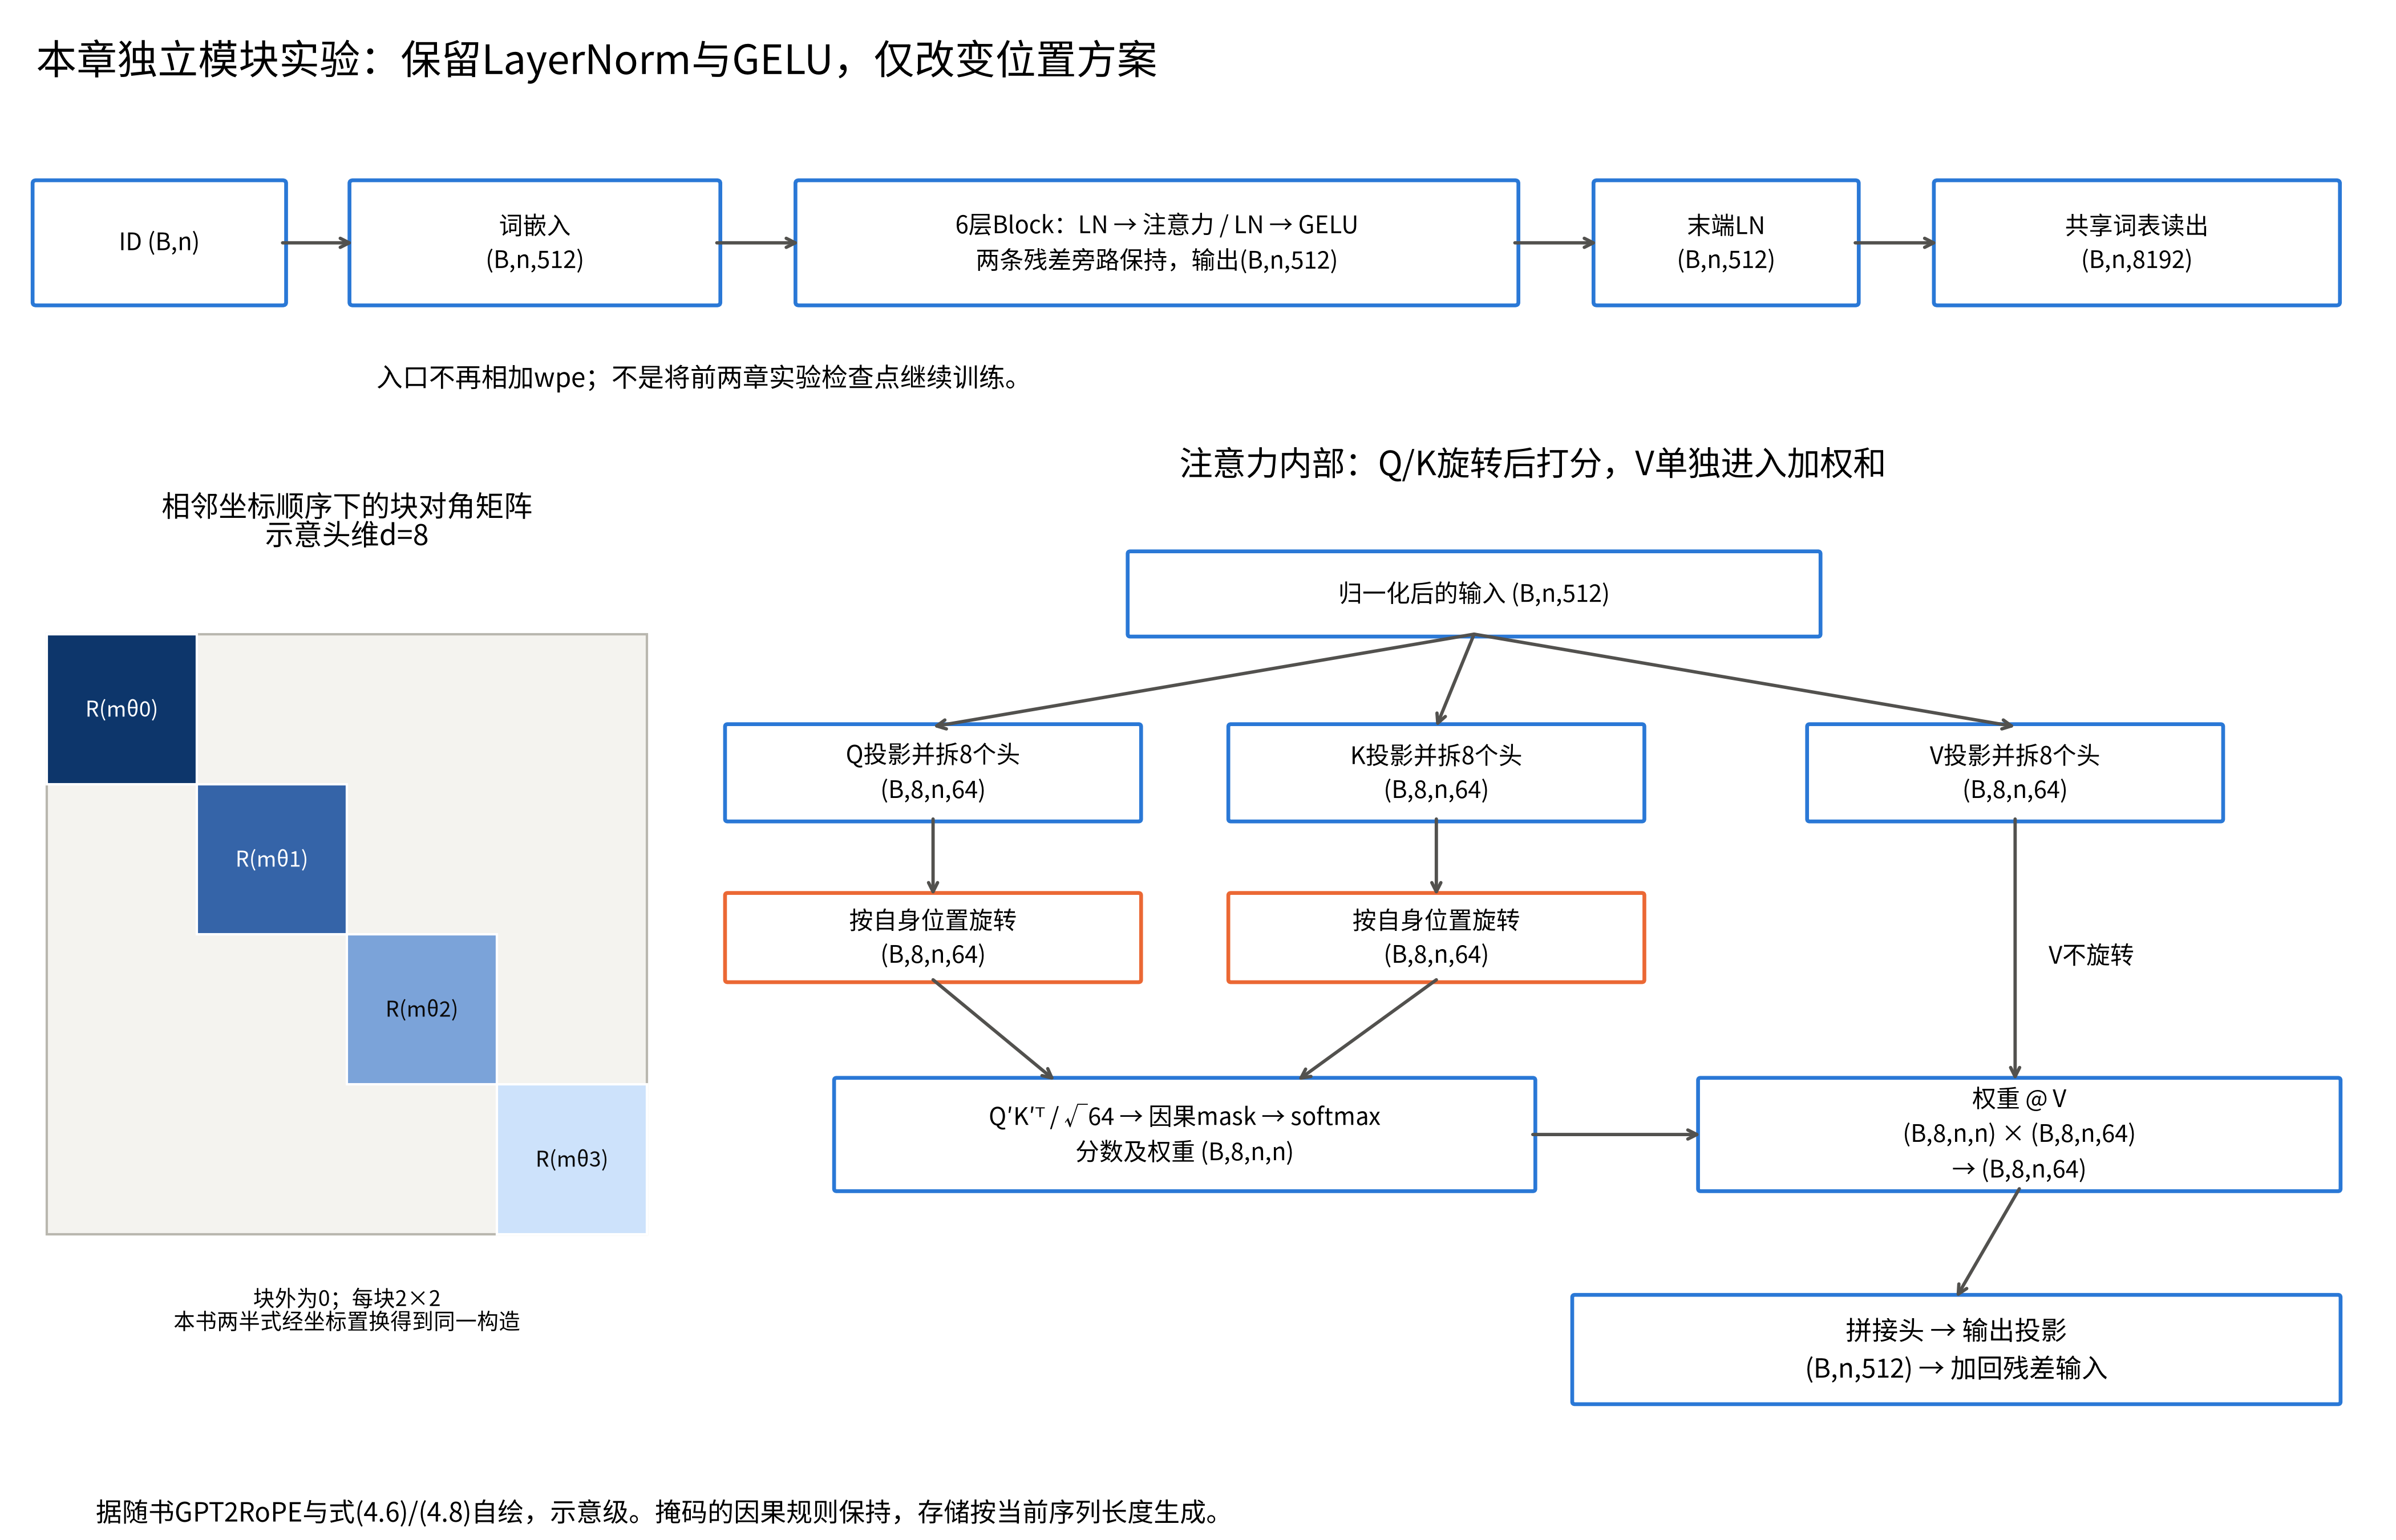 本章独立模块实验：保留LayerNorm与GELU，仅改变位置方案
ID (B,n)
词嵌入
(B,n,512)
6层Block：LN → 注意力 / LN → GELU
两条残差旁路保持，输出(B,n,512)
末端LN
(B,n,512)
共享词表读出
(B,n,8192)
入口不再相加wpe；不是将前两章实验检查点继续训练。
相邻坐标顺序下的块对角矩阵
示意头维d=8
R(mθ0)
R(mθ1)
R(mθ2)
R(mθ3)
块外为0；每块2×2
本书两半式经坐标置换得到同一构造
注意力内部：Q/K旋转后打分，V单独进入加权和
归一化后的输入 (B,n,512)
Q投影并拆8个头
(B,8,n,64)
K投影并拆8个头
(B,8,n,64)
V投影并拆8个头
(B,8,n,64)
按自身位置旋转
(B,8,n,64)
按自身位置旋转
(B,8,n,64)
V不旋转
Q′K′ᵀ / √64 → 因果mask → softmax
分数及权重 (B,8,n,n)
权重 @ V
(B,8,n,n) × (B,8,n,64)
→ (B,8,n,64)
拼接头 → 输出投影
(B,n,512) → 加回残差输入
据随书GPT2RoPE与式(4.6)/(4.8)自绘，示意级。掩码的因果规则保持，存储按当前序列长度生成。